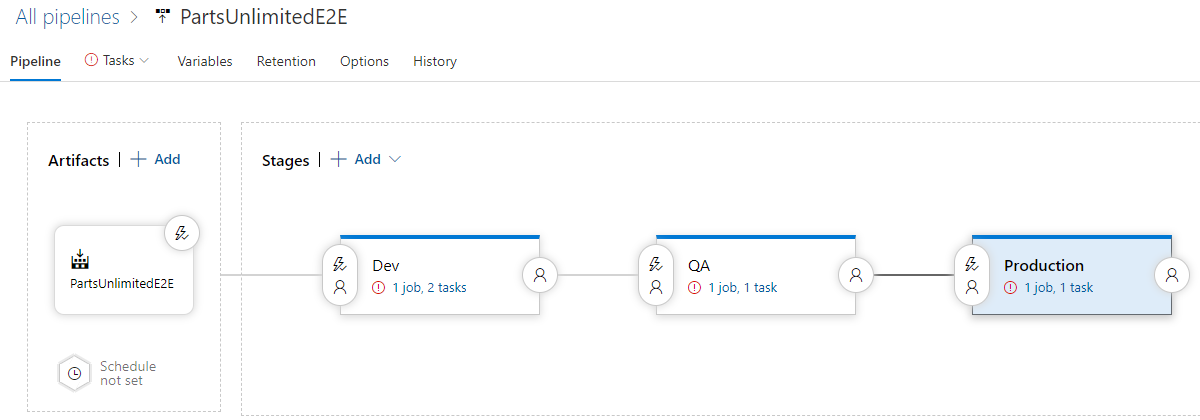 All pipelines > PartsUnlimitedE2E
Pipeline Tasks Variables Retention Options History
Artifacts | + Add
Stages | + Add
PartsUnlimitedE2E
Schedule
not set
Dev
1 job, 2 tasks
QA
1 job, 1 task
Production
1 job, 1 task